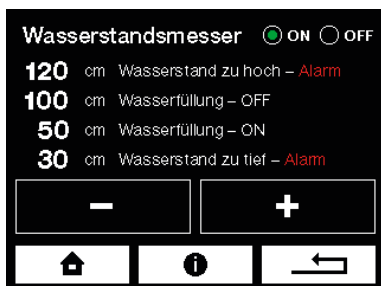 Wasserstandsmesser ON OFF
120 cm Wasserstand zu hoch – Alarm
100 cm Wasserfüllung – OFF
50 cm Wasserfüllung – ON
30 cm Wasserstand zu tief – Alarm
– +